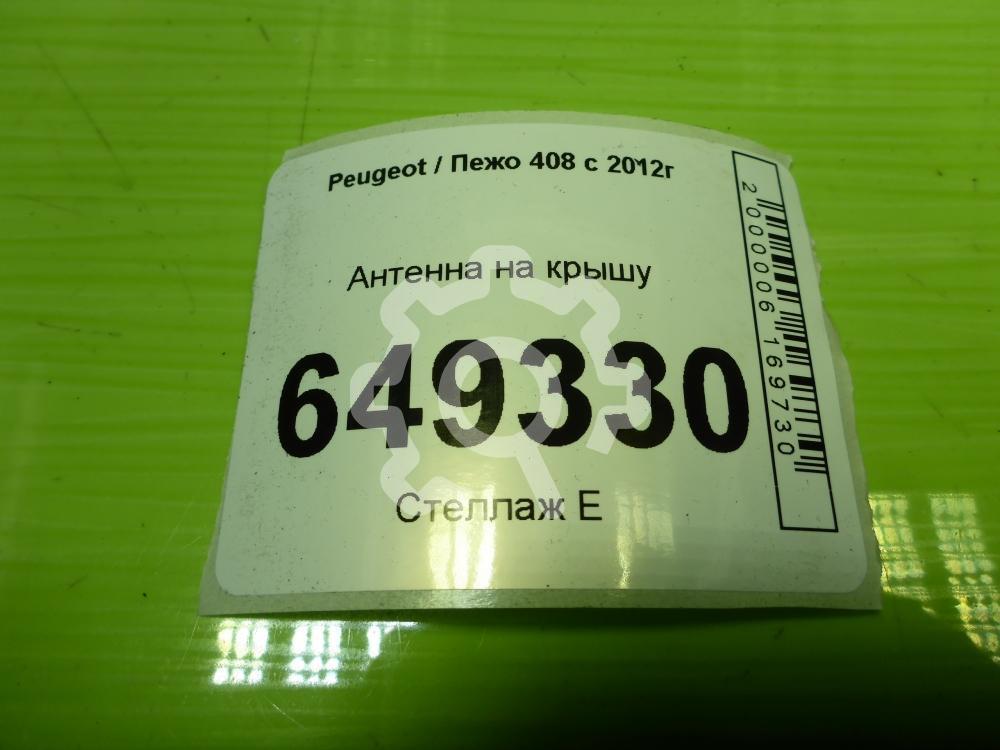 Peugeot / Пежо 408 с 2012г
Антенна на крышу
649330
Стеллаж Е
2000006169730